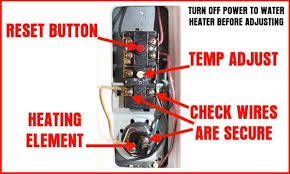 TURN OFF POWER TO WATER
HEATER BEFORE ADJUSTING
RESET BUTTON
TEMP ADJUST
HEATING
ELEMENT
CHECK WIRES
ARE SECURE